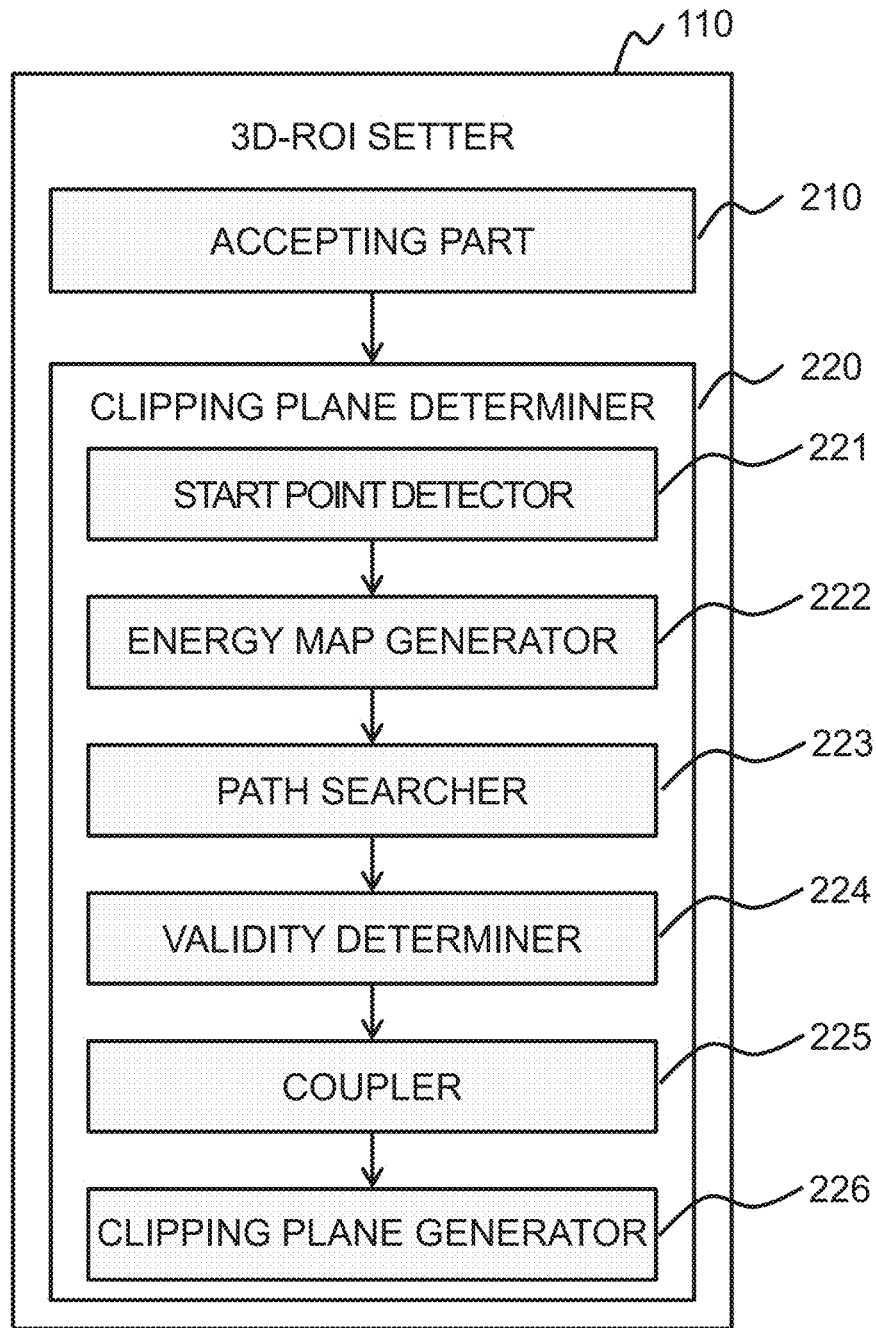 110
3D-ROI SETTER
210
ACCEPTING PART
220
CLIPPING PLANE DETERMINER
221
START POINT DETECTOR
222
ENERGY MAP GENERATOR
223
PATH SEARCHER
224
VALIDITY DETERMINER
225
COUPLER
226
CLIPPING PLANE GENERATOR